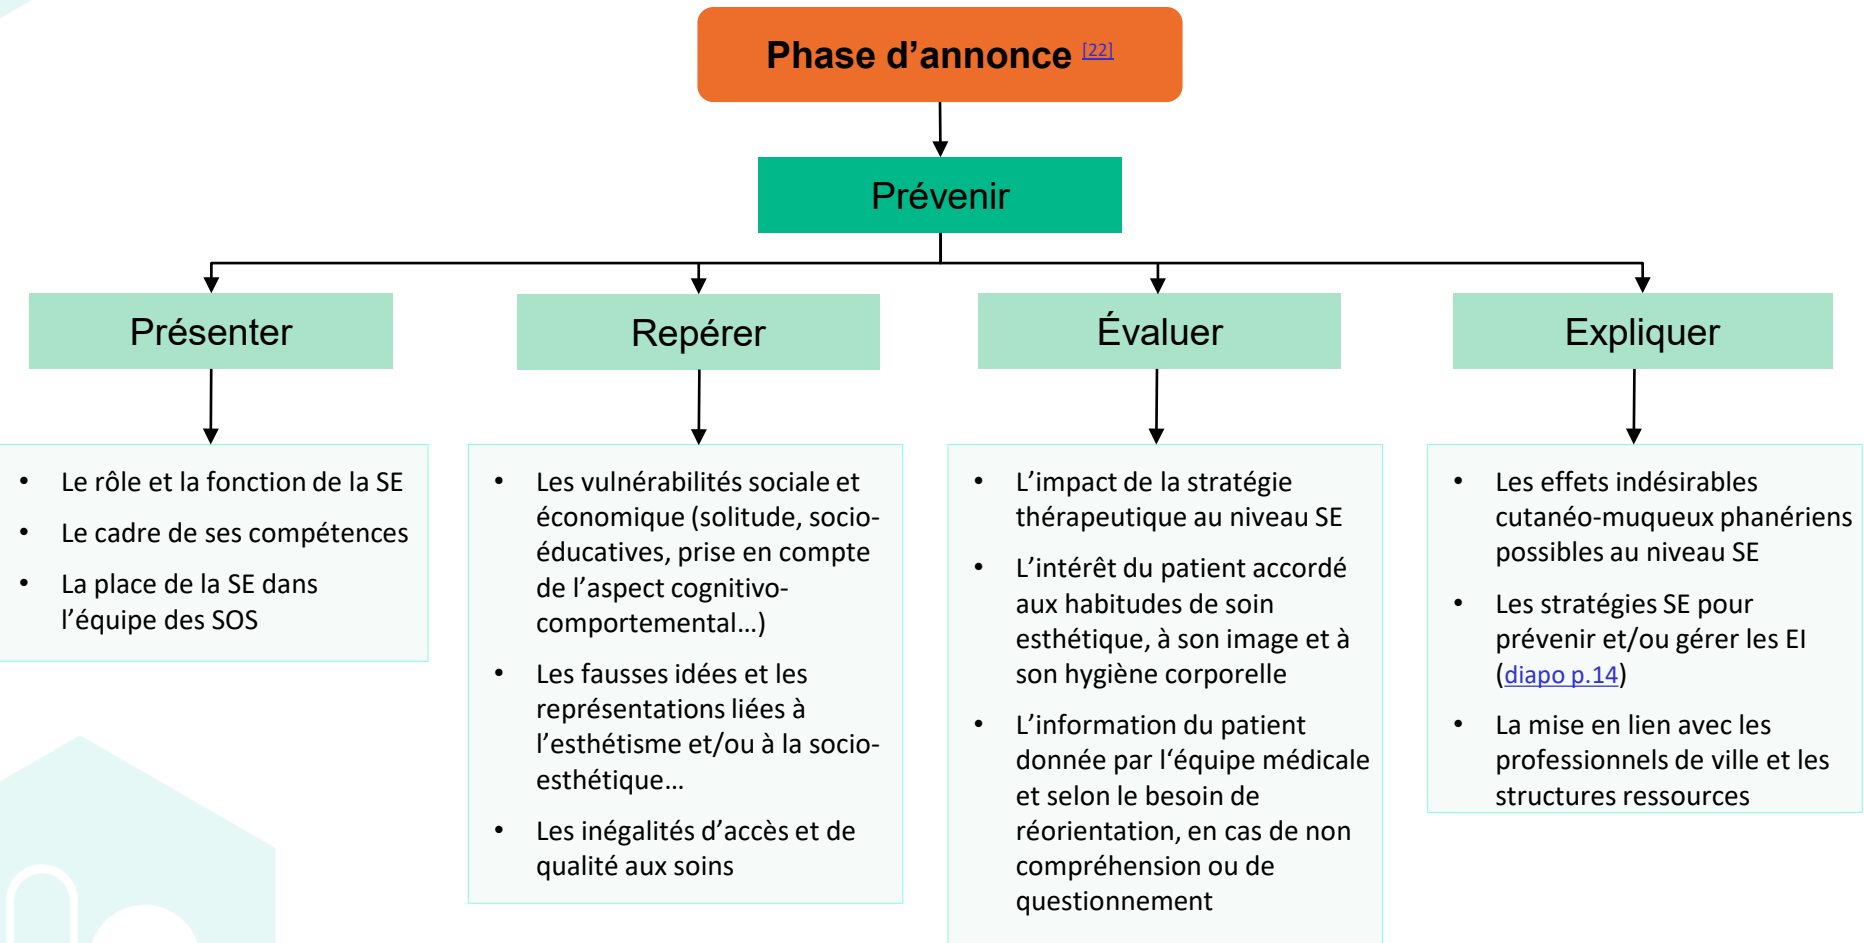 Phase d’annonce [22]
Prévenir
Présenter
Repérer
Évaluer
Expliquer
• Le rôle et la fonction de la SE
• Le cadre de ses compétences
• La place de la SE dans
l’équipe des SOS
• Les vulnérabilités sociale et
économique (solitude, socio-
éducatives, prise en compte
de l’aspect cognitivo-
comportemental…)
• Les fausses idées et les
représentations liées à
l’esthétisme et/ou à la socio-
esthétique…
• Les inégalités d’accès et de
qualité aux soins
• L’impact de la stratégie
thérapeutique au niveau SE
• L’intérêt du patient accordé
aux habitudes de soin
esthétique, à son image et à
son hygiène corporelle
• L’information du patient
donnée par l‘équipe médicale
et selon le besoin de
réorientation, en cas de non
compréhension ou de
questionnement
• Les effets indésirables
cutanéo-muqueux phanériens
possibles au niveau SE
• Les stratégies SE pour
prévenir et/ou gérer les EI
(diapo p.14)
• La mise en lien avec les
professionnels de ville et les
structures ressources